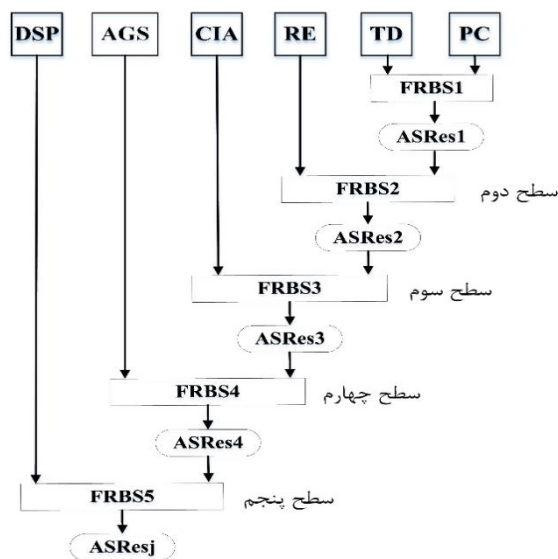 DSP AGS CIA RE TD PC
FRBS1
ASRes1
FRBS2 سطح دوم
ASRes2
FRBS3 سطح سوم
ASRes3
FRBS4 سطح چهارم
ASRes4
FRBS5 سطح پنجم
ASResj